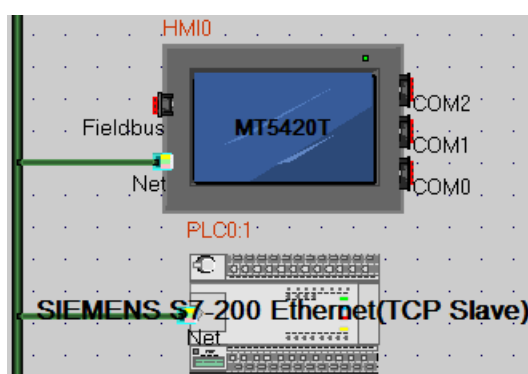 HMI0
COM2
Fieldbus
MT5420T
COM1
Net
COM0
PLC0:1
SIEMENS S7-200 Ethernet(TCP Slave)
Net